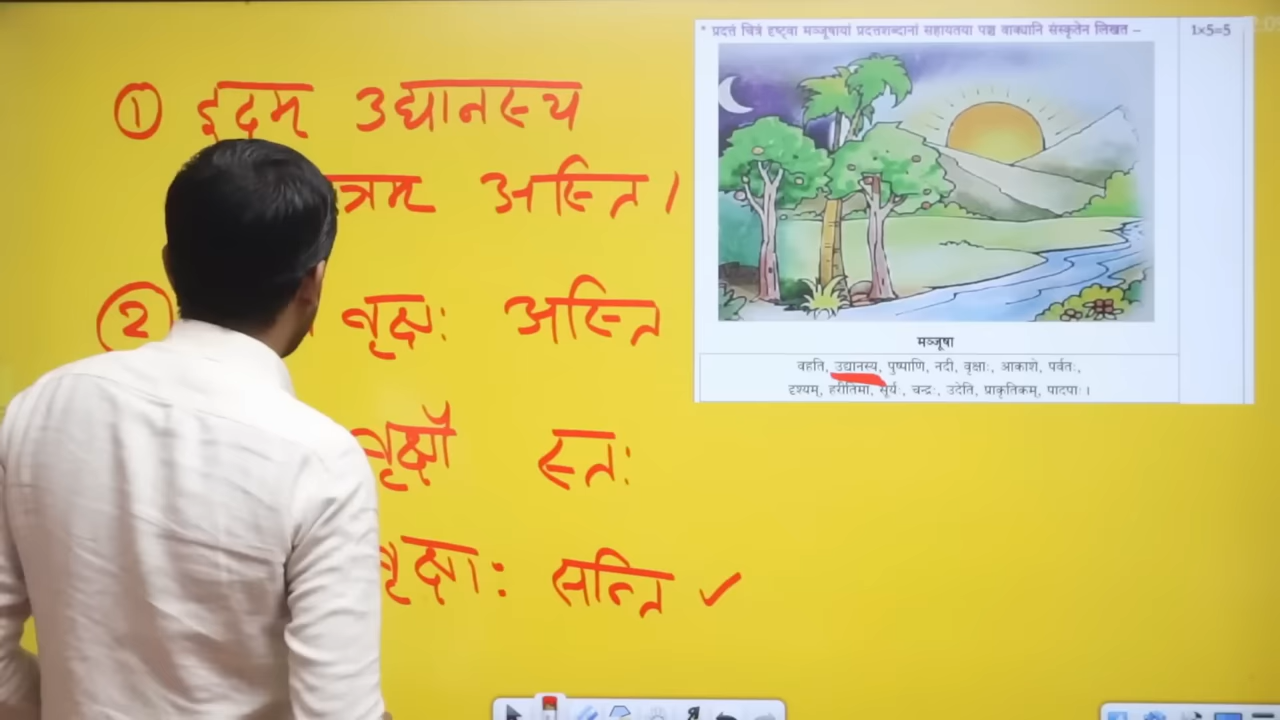 ① इदम् उद्यानस्य
त्रम् अस्ति।
② वृक्षः अस्ति
वृक्षौ स्तः
वृक्षाः सन्ति ✓
* प्रदत्तं चित्रं दृष्ट्वा मञ्जूषायां प्रदत्तशब्दानां सहायतया पञ्च वाक्यानि संस्कृतेन लिखत – 1×5=5
मञ्जूषा
वहति, उद्यानस्य, पुष्पाणि, नदी, वृक्षाः, आकाशे, पर्वतः,
दृश्यम्, हरीतिमा, सूर्यः, चन्द्रः, उदेति, प्राकृतिकम्, पादपाः।